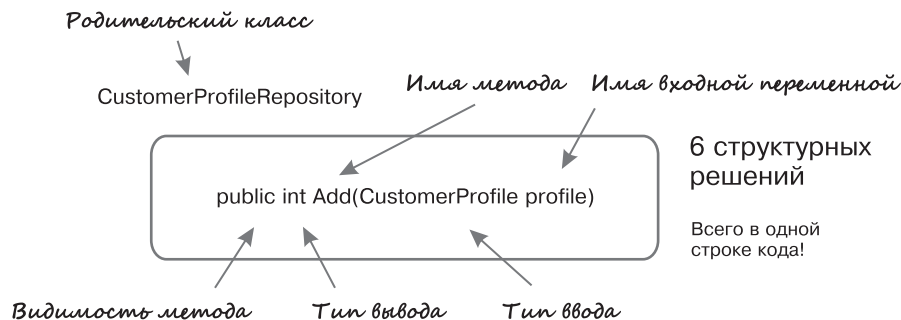 Родительский класс
CustomerProfileRepository
Имя метода
Имя входной переменной
public int Add(CustomerProfile profile)
6 структурных
решений
Всего в одной
строке кода!
Видимость метода
Тип вывода
Тип ввода